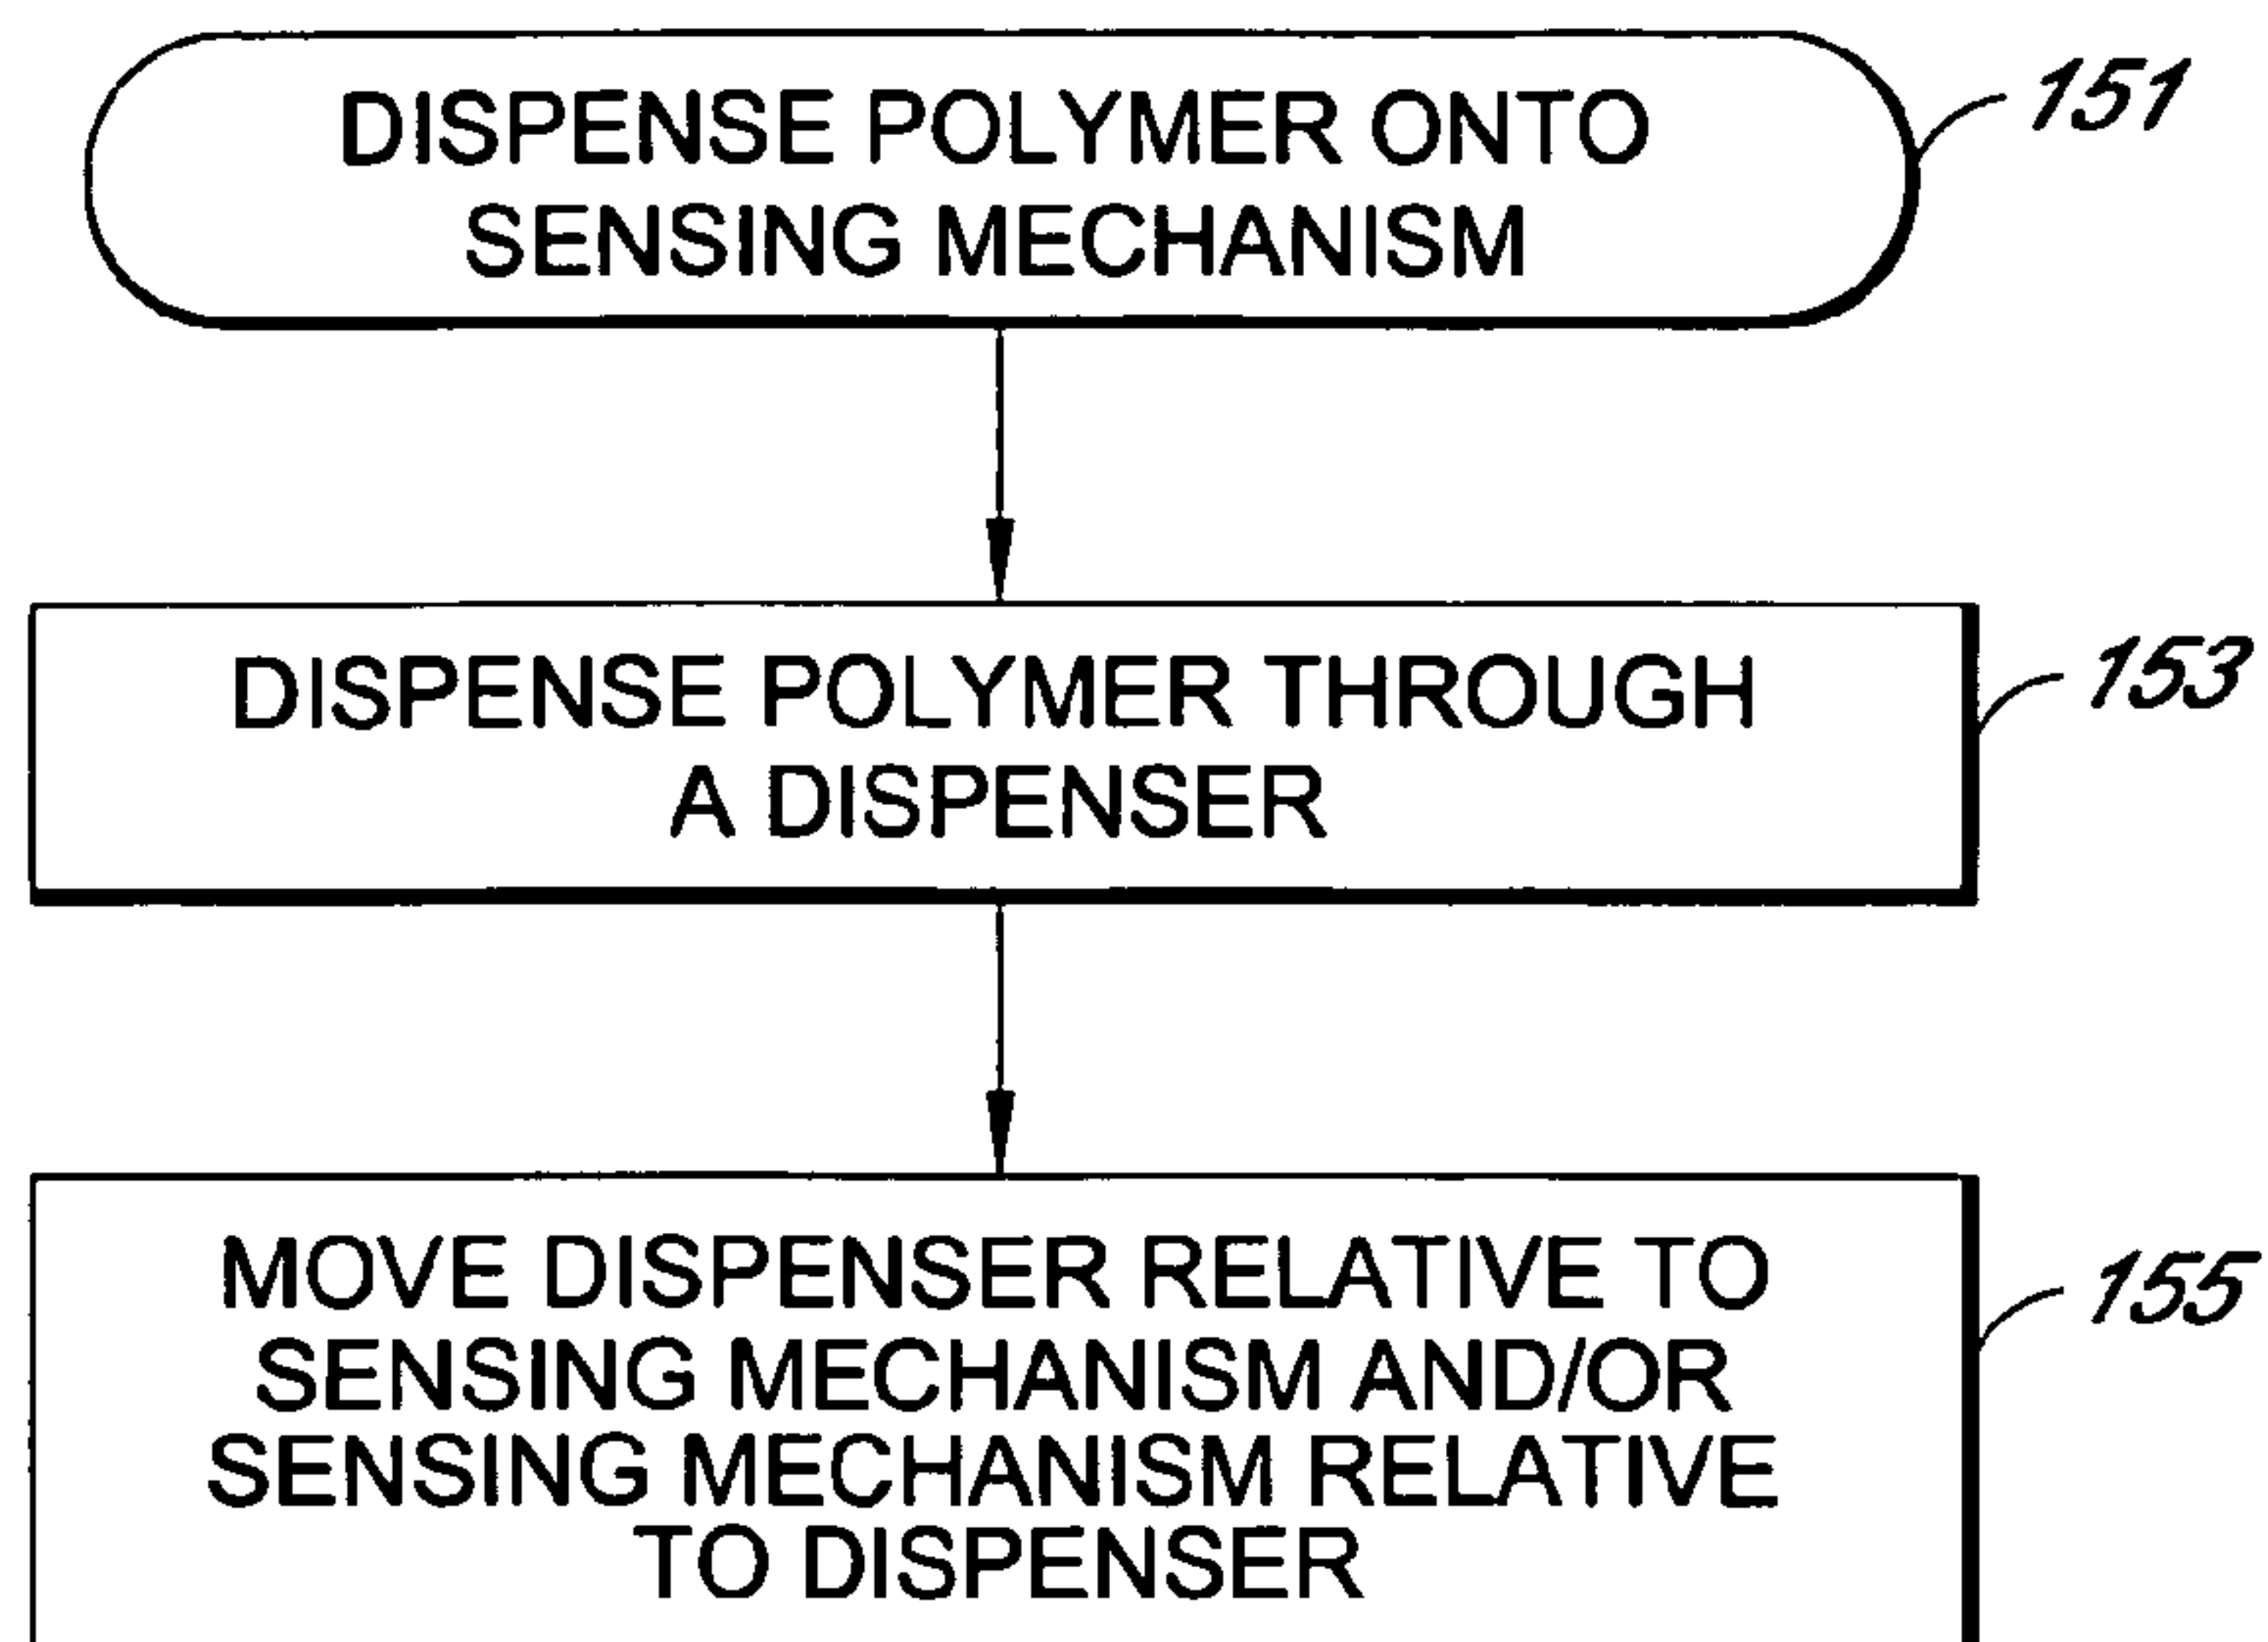 DISPENSE POLYMER ONTO
SENSING MECHANISM
151
DISPENSE POLYMER THROUGH
A DISPENSER
153
MOVE DISPENSER RELATIVE TO
SENSING MECHANISM AND/OR
SENSING MECHANISM RELATIVE
TO DISPENSER
155